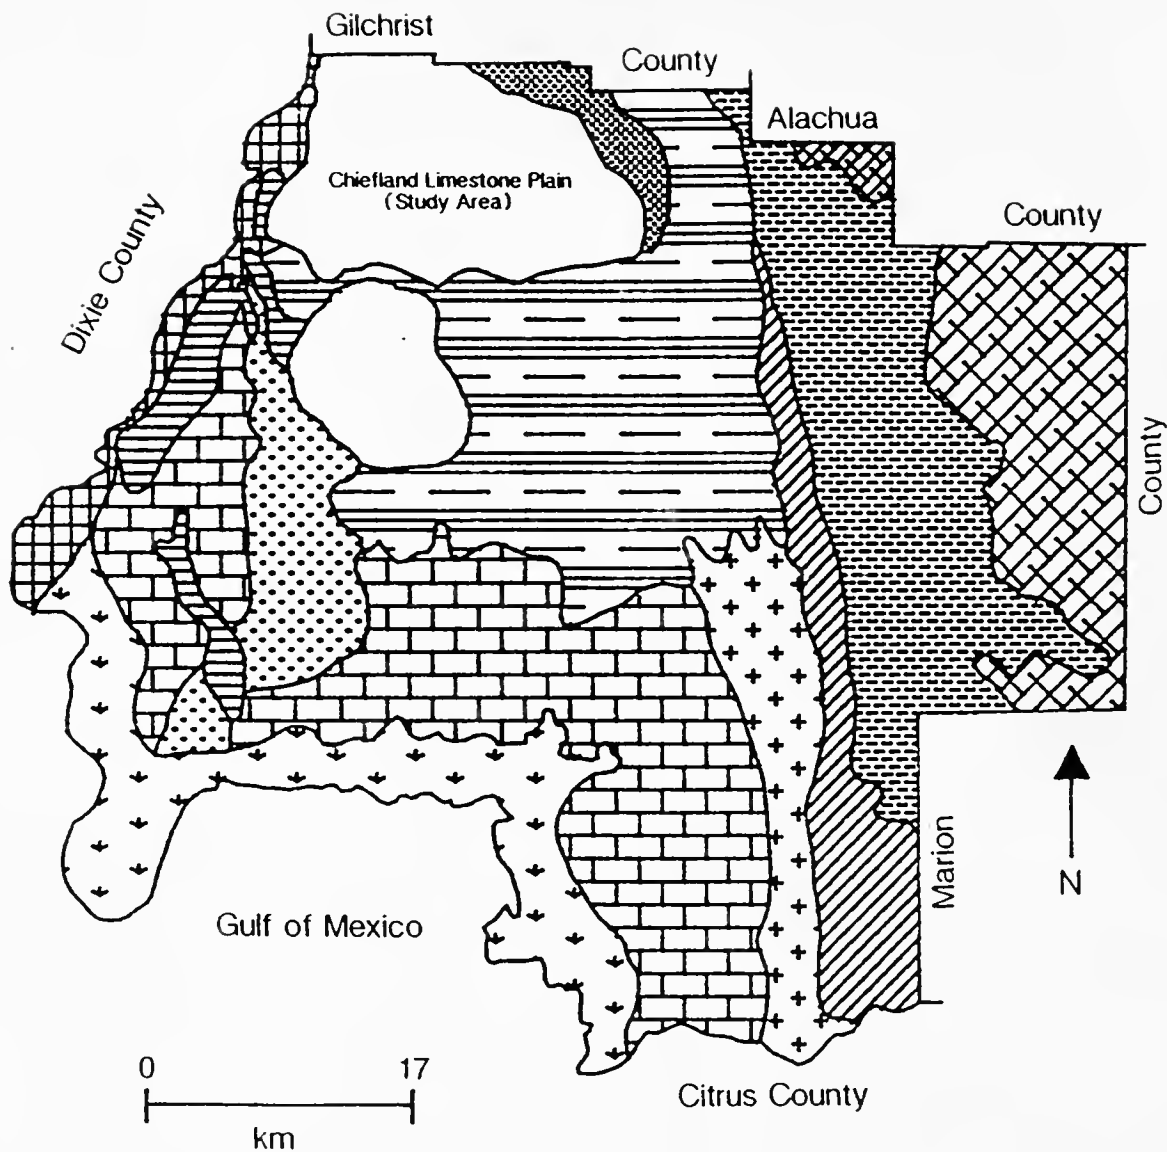 Gilchrist
County
Alachua
County
Chiefland Limestone Plain
(Study Area)
Dixie County
County
Marion
N
Gulf of Mexico
0 17
km
Citrus County